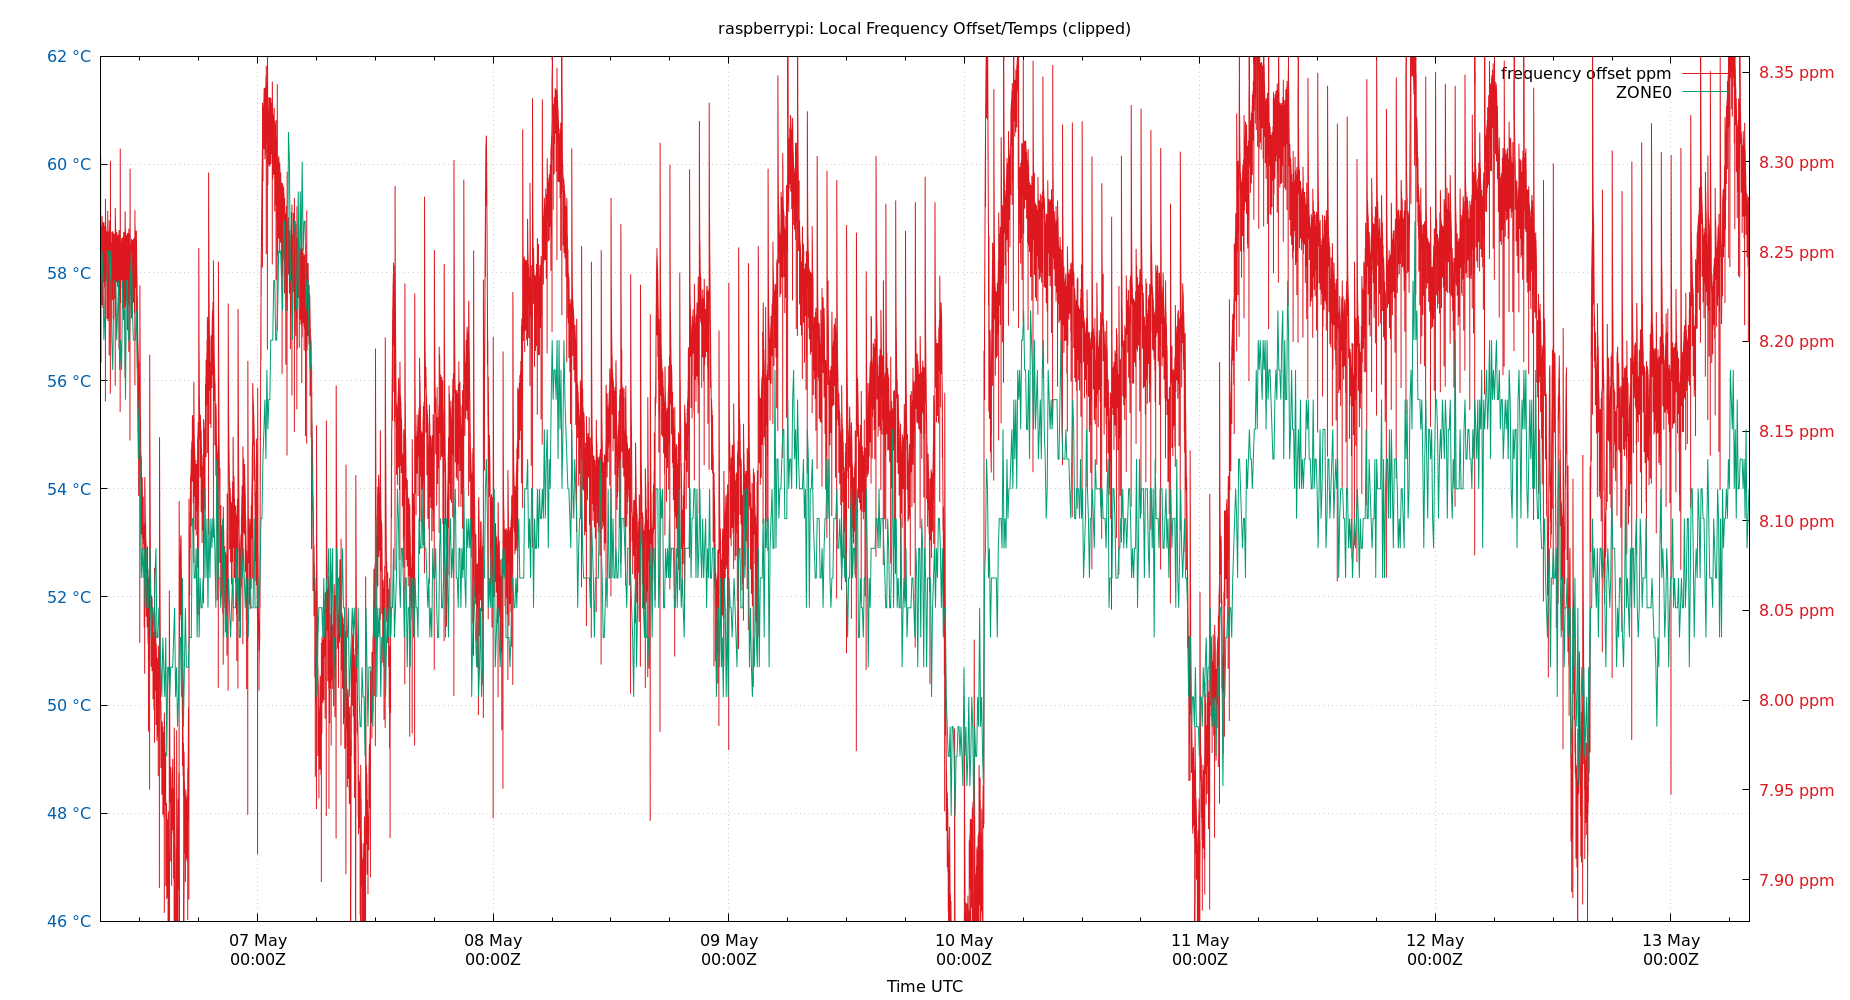 raspberrypi: Local Frequency Offset/Temps (clipped)
62 °C
60 °C
58 °C
56 °C
54 °C
52 °C
50 °C
48 °C
46 °C
frequency offset ppm
ZONE0
8.35 ppm
8.30 ppm
8.25 ppm
8.20 ppm
8.15 ppm
8.10 ppm
8.05 ppm
8.00 ppm
7.95 ppm
7.90 ppm
07 May
00:00Z
08 May
00:00Z
09 May
00:00Z
10 May
00:00Z
11 May
00:00Z
12 May
00:00Z
13 May
00:00Z
Time UTC